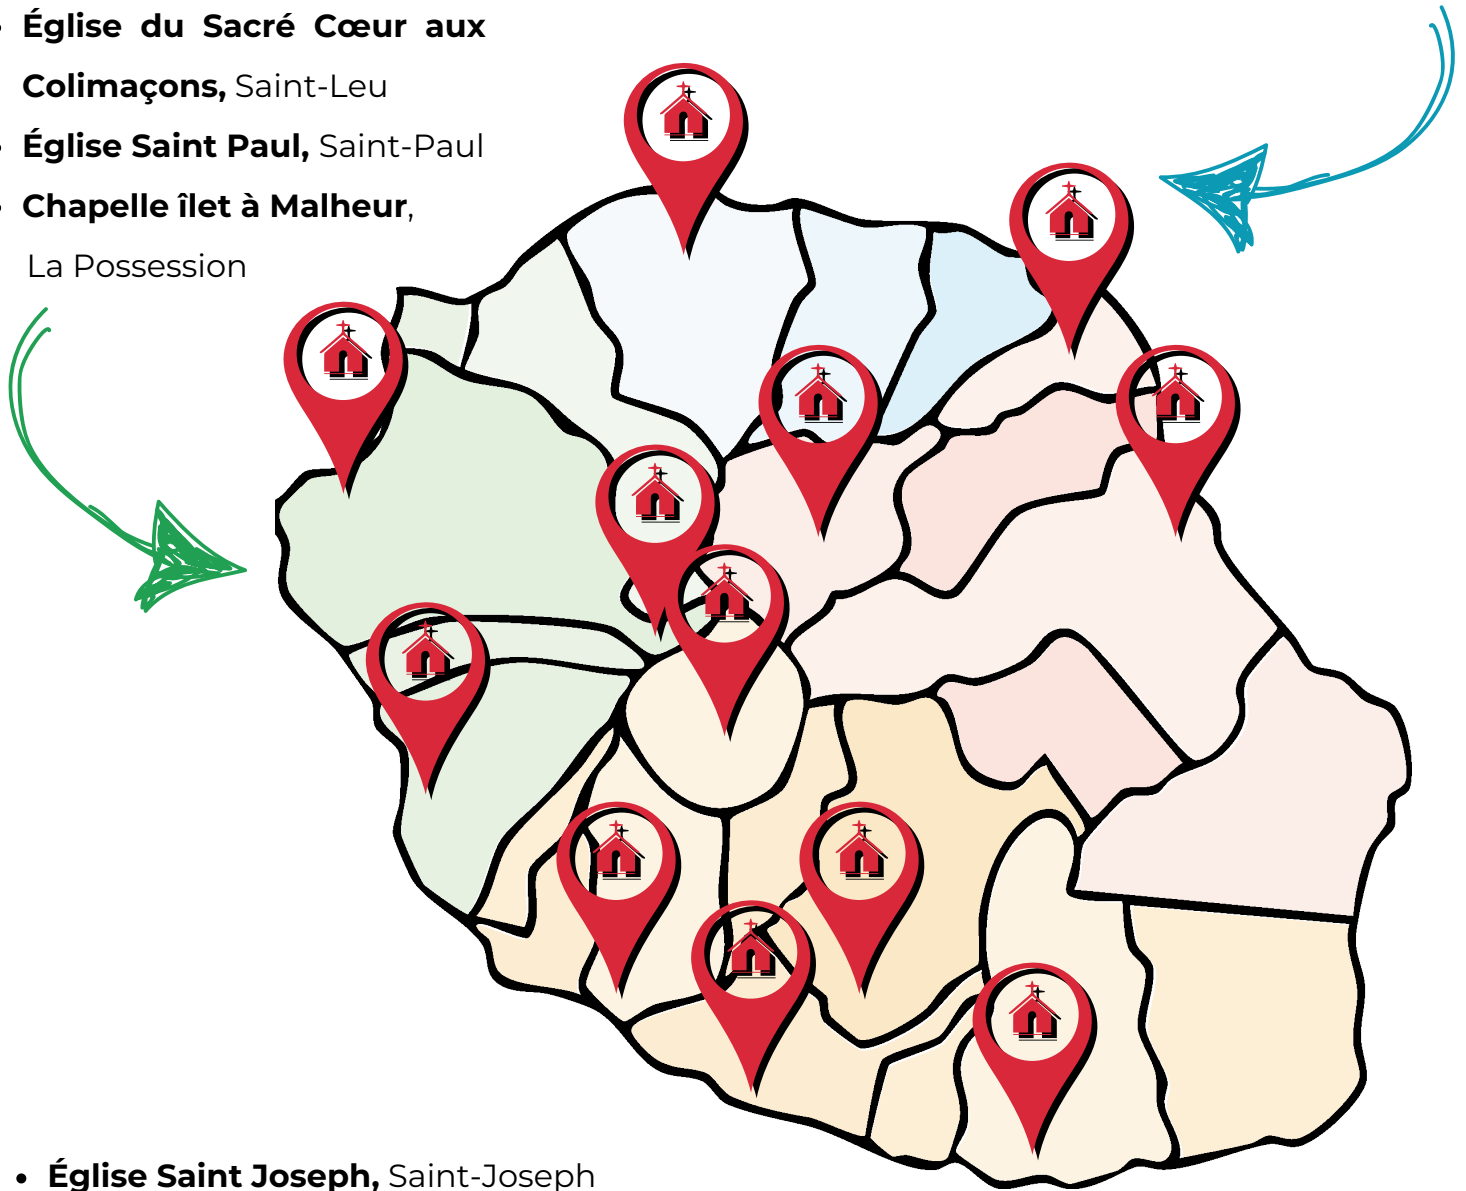 • Église du Sacré Cœur aux
Colimaçons, Saint-Leu
• Église Saint Paul, Saint-Paul
• Chapelle îlet à Malheur,
La Possession
• Église Saint Joseph, Saint-Joseph